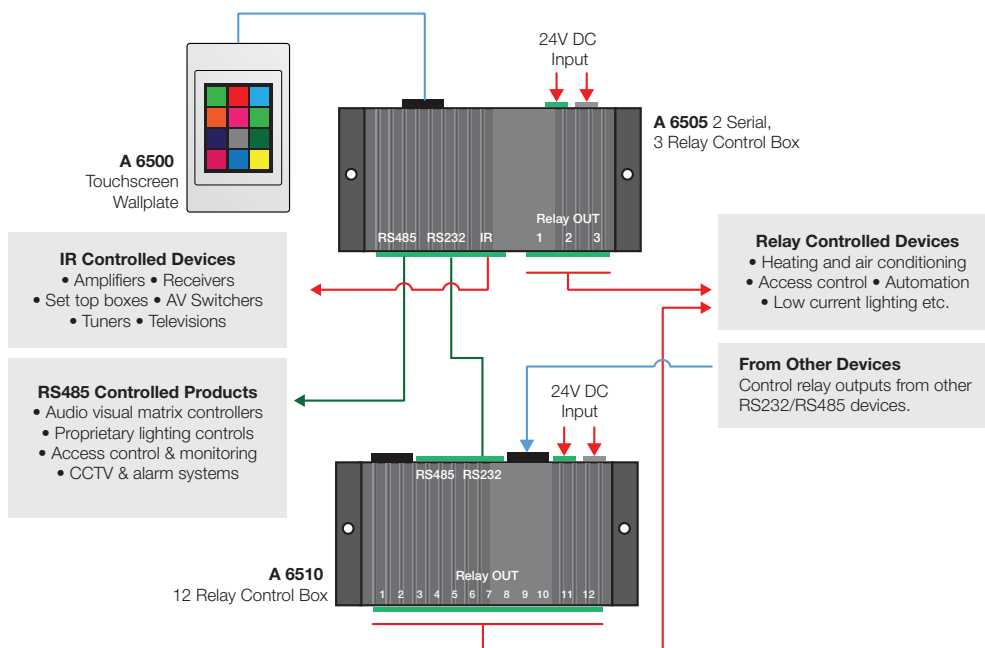 24V DC
Input
A 6505 2 Serial,
3 Relay Control Box
A 6500
Touchscreen
Wallplate
Relay OUT
RS485 RS232 IR 1 2 3
IR Controlled Devices
• Amplifiers • Receivers
• Set top boxes • AV Switchers
• Tuners • Televisions
Relay Controlled Devices
• Heating and air conditioning
• Access control • Automation
• Low current lighting etc.
RS485 Controlled Products
• Audio visual matrix controllers
• Proprietary lighting controls
• Access control & monitoring
• CCTV & alarm systems
From Other Devices
Control relay outputs from other
RS232/RS485 devices.
24V DC
Input
RS485 RS232
A 6510
12 Relay Control Box
Relay OUT
1 2 3 4 5 6 7 8 9 10 11 12